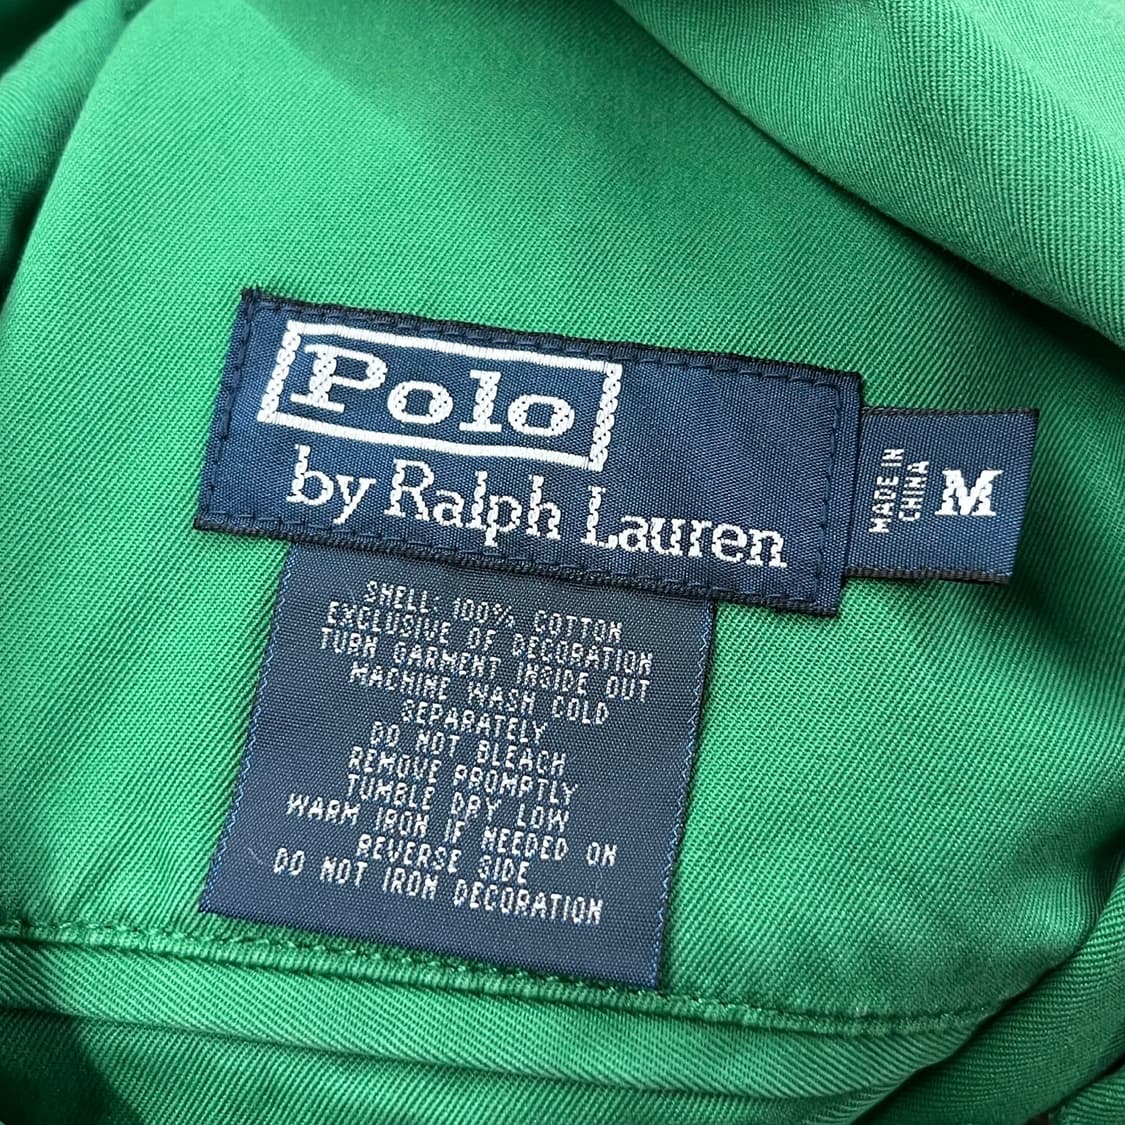 Polo
by Ralph Lauren
MADE IN
CHINA
M
SHELL: 100% COTTON
EXCLUSIVE OF DECORATION
TURN GARMENT INSIDE OUT
MACHINE WASH COLD
SEPARATELY
DO NOT BLEACH
REMOVE PROMPTLY
TUMBLE DRY LOW
WARM IRON IF NEEDED ON
REVERSE SIDE
DO NOT IRON DECORATION